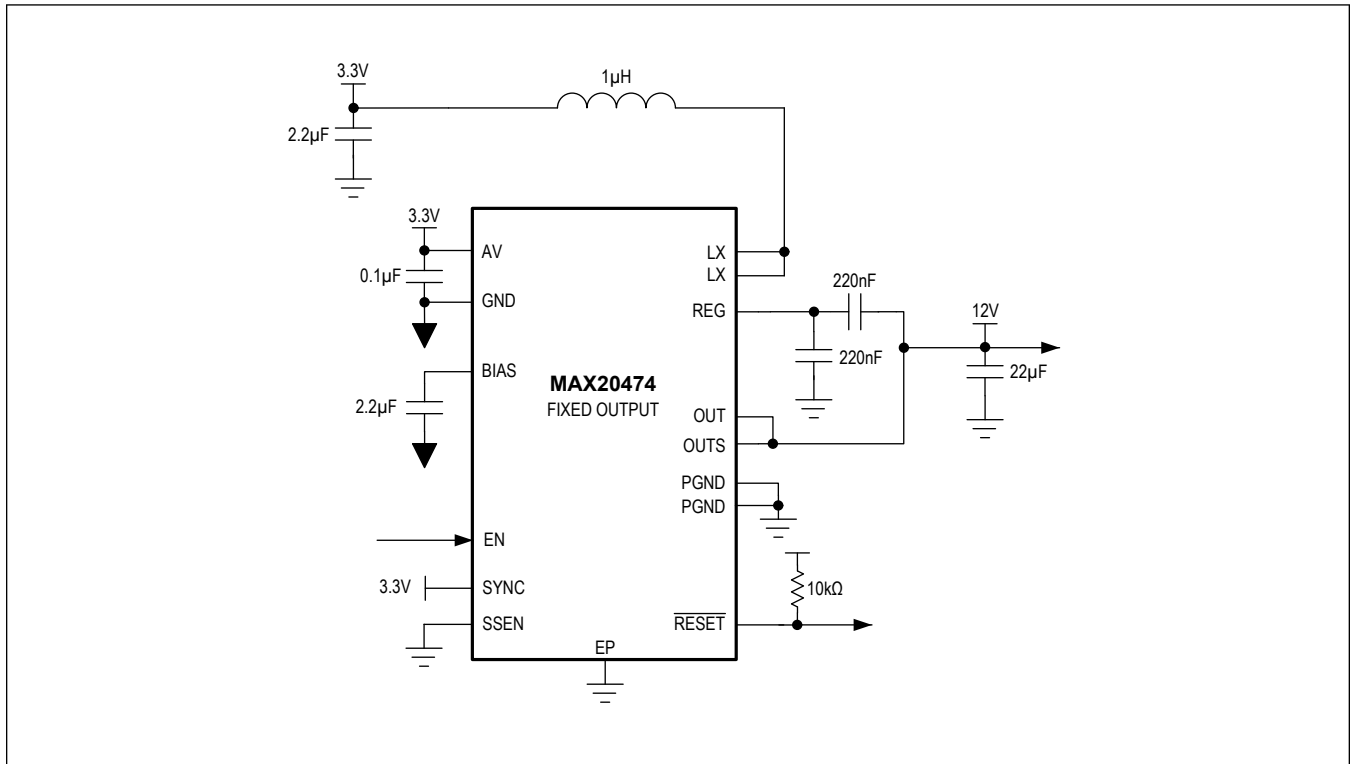 3.3V
1µH
2.2µF
3.3V
AV
0.1µF
GND
BIAS
2.2µF
EN
3.3V
SYNC
SSEN
MAX20474
FIXED OUTPUT
EP
LX
LX
REG
220nF
220nF
12V
22µF
OUT
OUTS
PGND
PGND
10kΩ
RESET